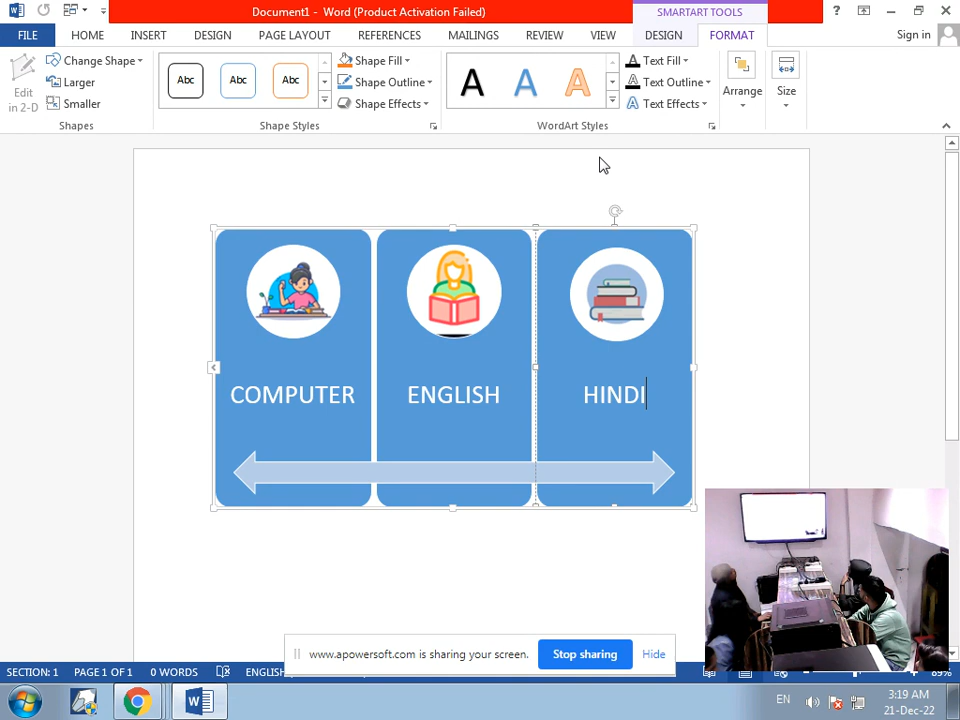 Document1 - Word (Product Activation Failed)
SMARTART TOOLS
FILE HOME INSERT DESIGN PAGE LAYOUT REFERENCES MAILINGS REVIEW VIEW DESIGN FORMAT Sign in
Edit in 2-D
Change Shape
Larger
Smaller
Shapes
Abc Abc Abc
Shape Fill
Shape Outline
Shape Effects
Shape Styles
A A A
Text Fill
Text Outline
Text Effects
WordArt Styles
Arrange
Size
COMPUTER ENGLISH HINDI
www.apowersoft.com is sharing your screen. Stop sharing Hide
SECTION: 1 PAGE 1 OF 1 0 WORDS ENGLISH 89%
EN
3:19 AM
21-Dec-22